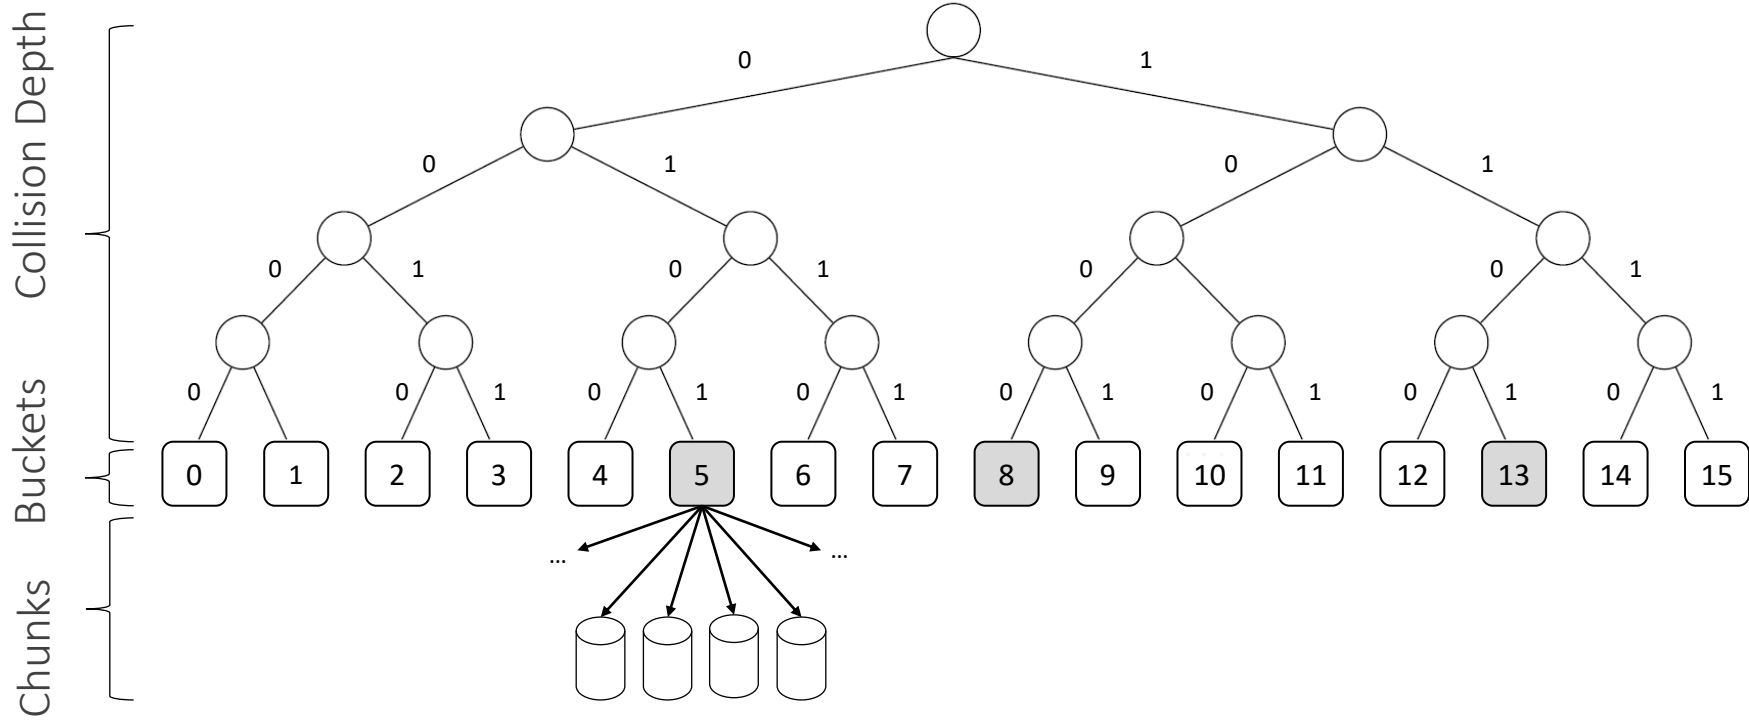 Collision Depth
0 1
0 1 0 1
0 1 0 1 0 0 1
0 0 1 0 1 0 1 0 1 0 1 0 1 0 1
Buckets
0 1 2 3 4 5 6 7 8 9 10 11 12 13 14 15
... ...
Chunks